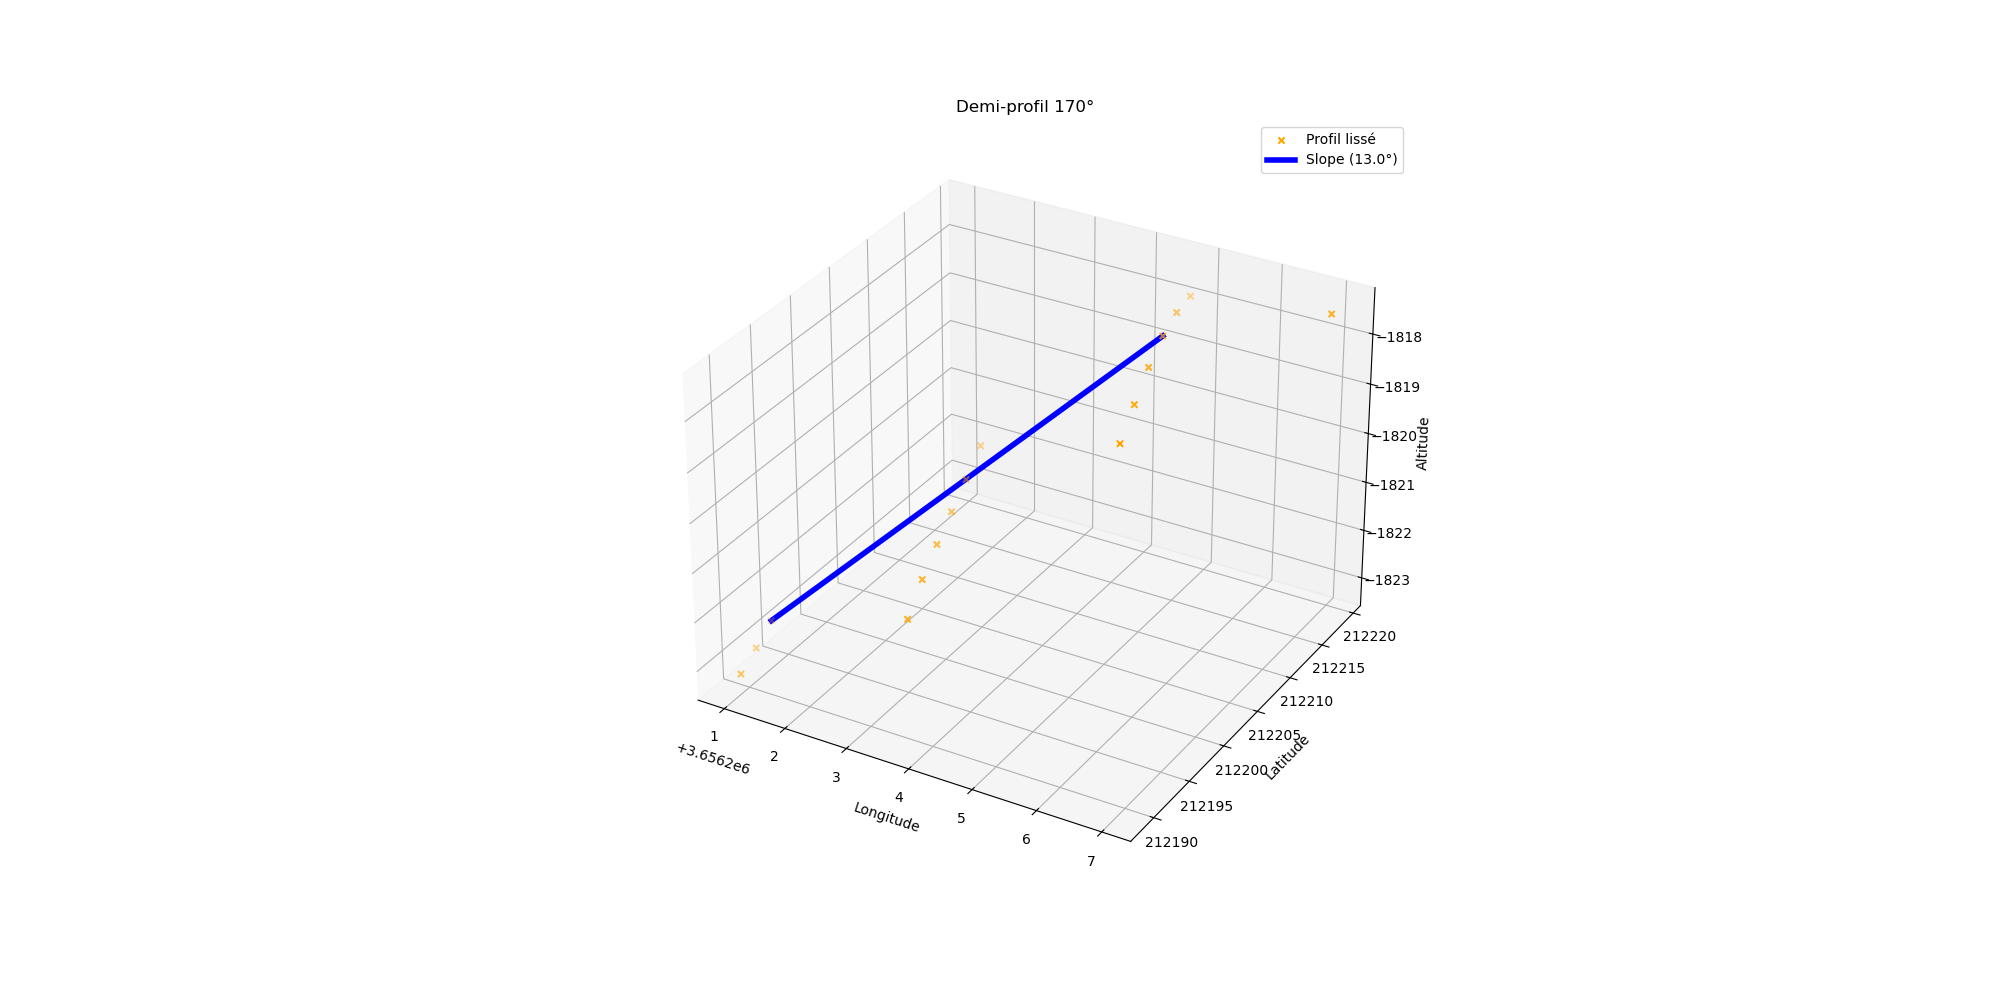 Demi-profil 170°
Profil lissé
Slope (13.0°)
−1818
−1819
−1820
−1821
−1822
−1823
Altitude
212220
212215
212210
212205
212200
212195
212190
Latitude
1
2
3
4
5
6
7
+3.6562e6
Longitude